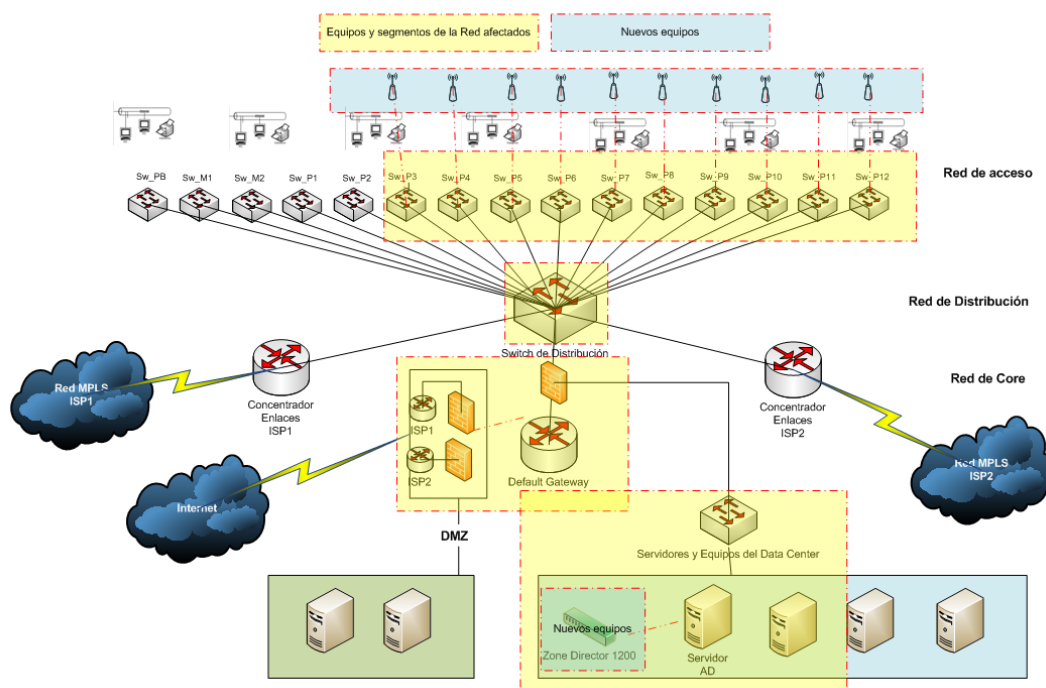 Equipos y segmentos de la Red afectados
Nuevos equipos
Sw_PB
Sw_M1
Sw_M2
Sw_P1
Sw_P2
Sw_P3
Sw_P4
Sw_P5
Sw_P6
Sw_P7
Sw_P8
Sw_P9
Sw_P10
Sw_P11
Sw_P12
Red de acceso
Red de Distribución
Switch de Distribución
Red de Core
Red MPLS
ISP1
Concentrador
Enlaces
ISP1
ISP1
ISP2
Default Gateway
Concentrador
Enlaces
ISP2
Red MPLS
ISP2
Internet
DMZ
Servidores y Equipos del Data Center
Nuevos equipos
Zone Director 1200
Servidor
AD